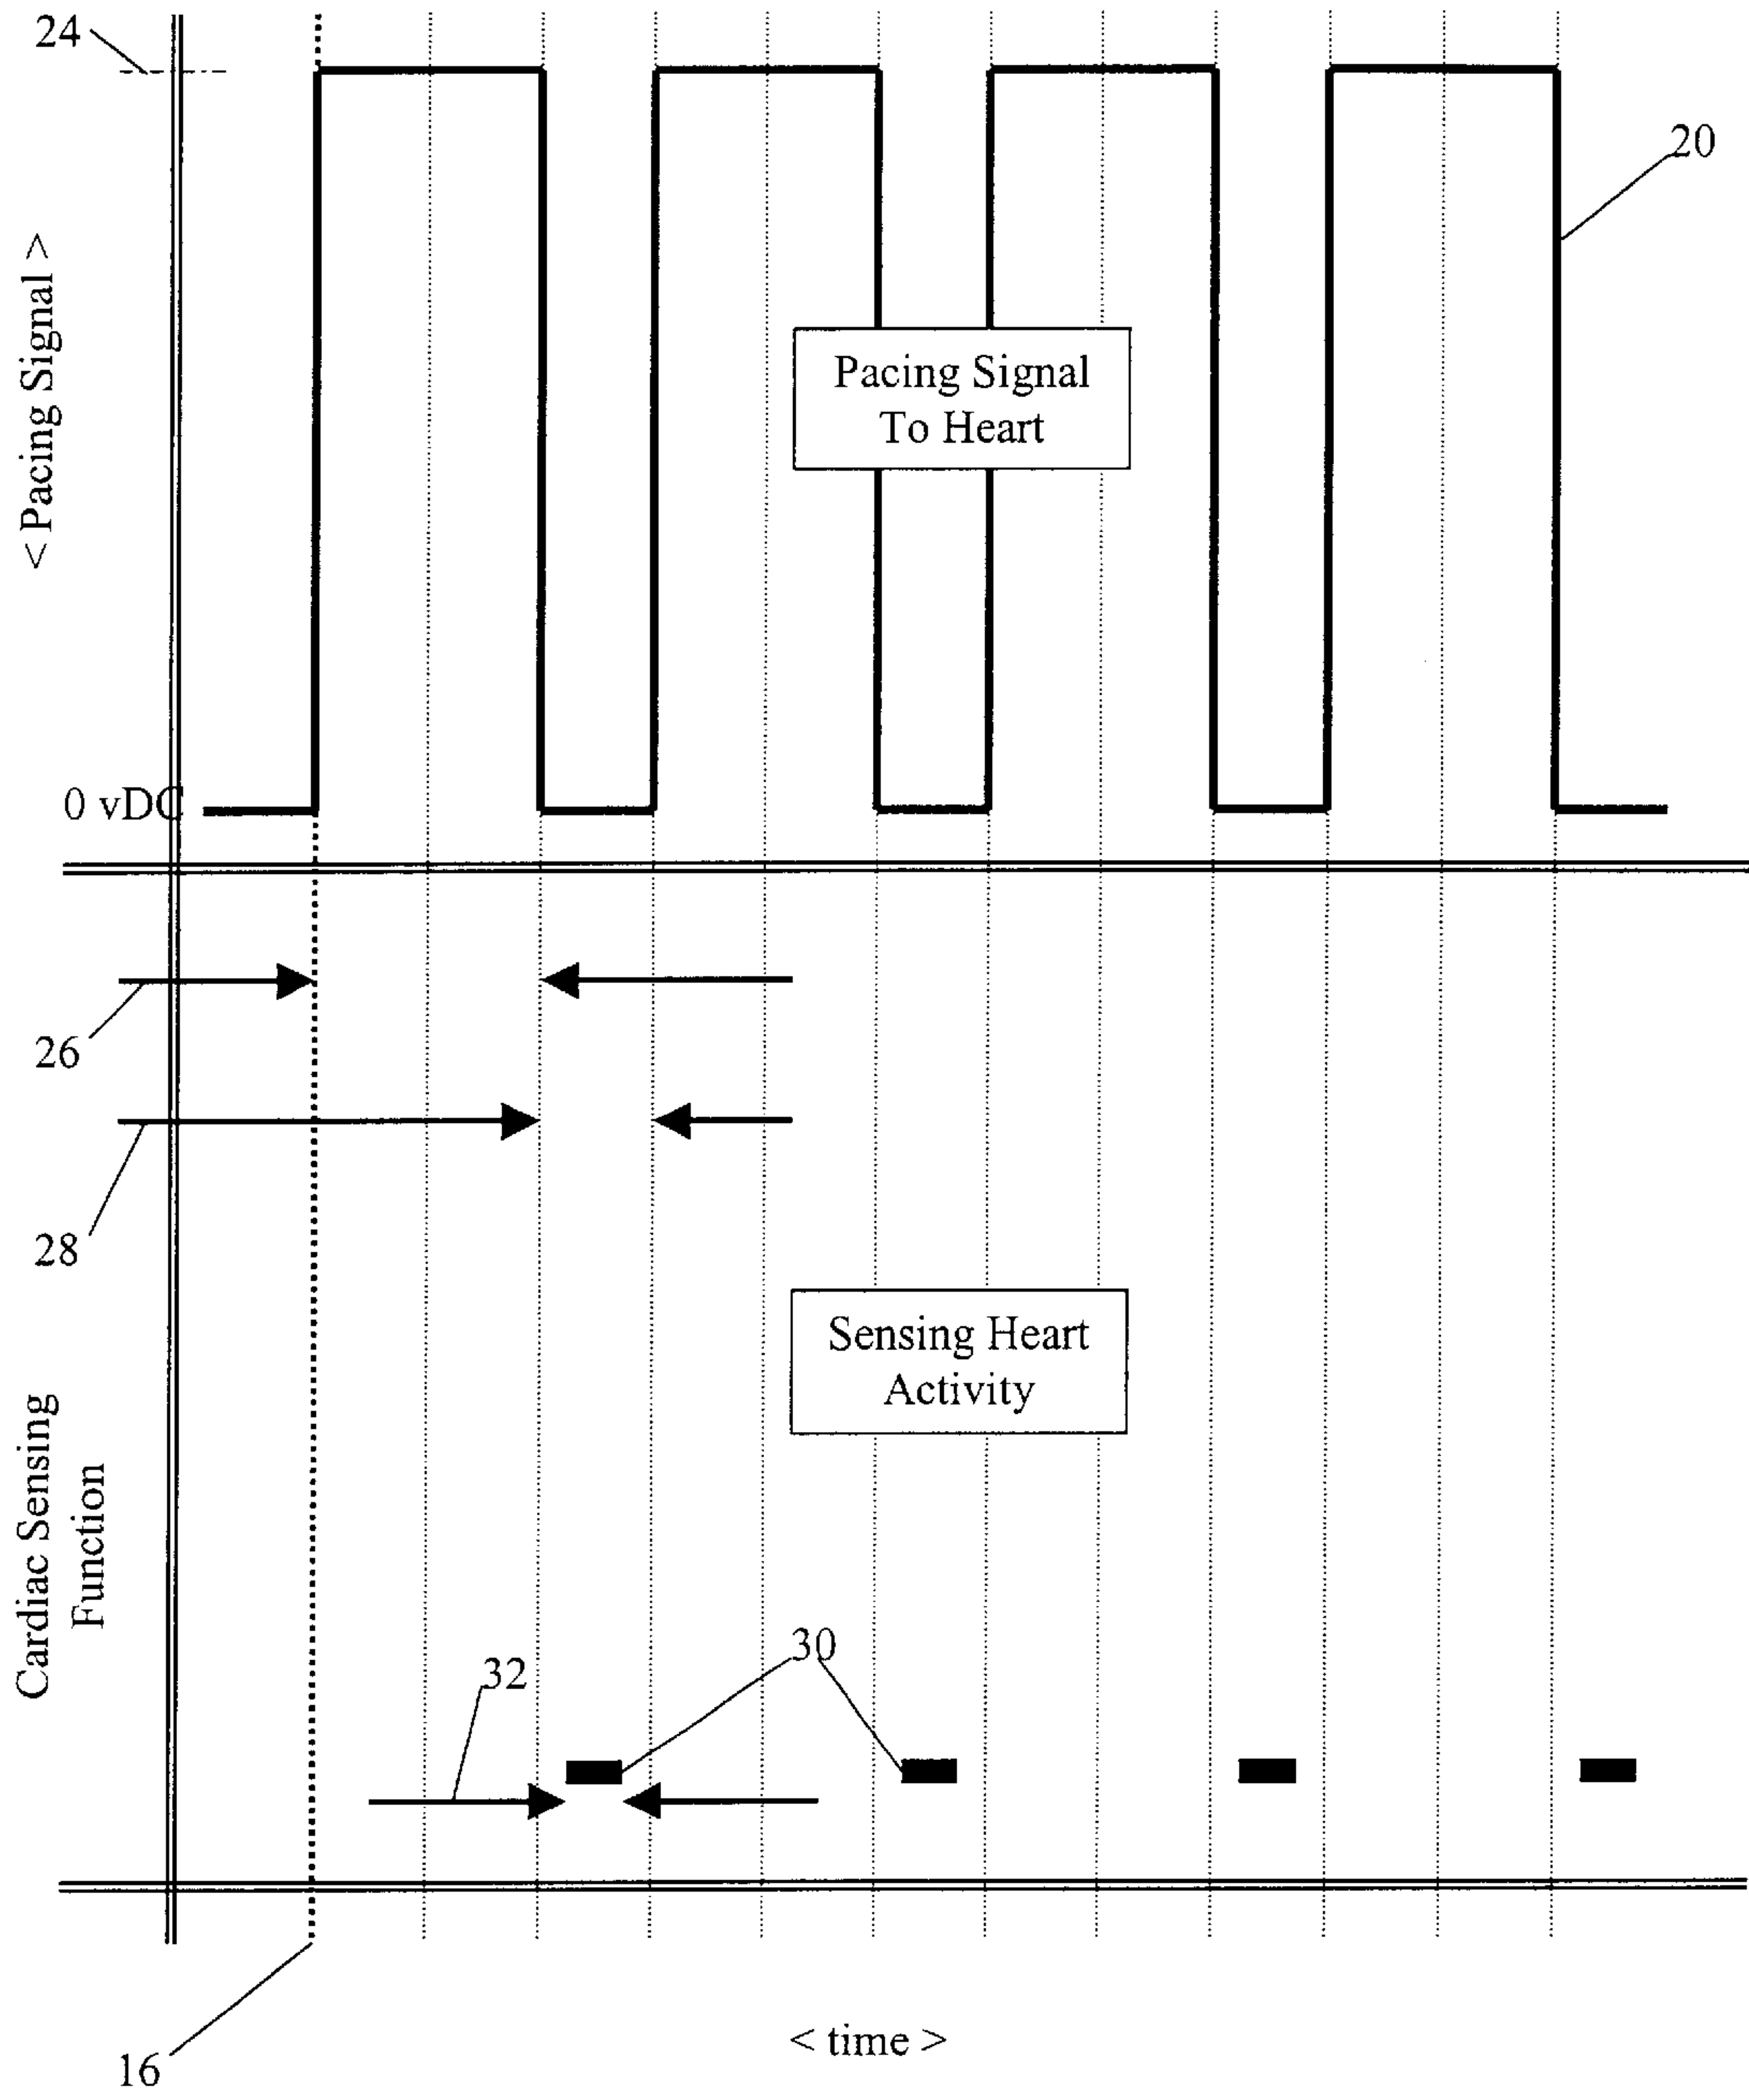 24
20
< Pacing Signal >
Pacing Signal
To Heart
0 vDC
26
28
Sensing Heart
Activity
Cardiac Sensing
Function
30
32
16
< time >